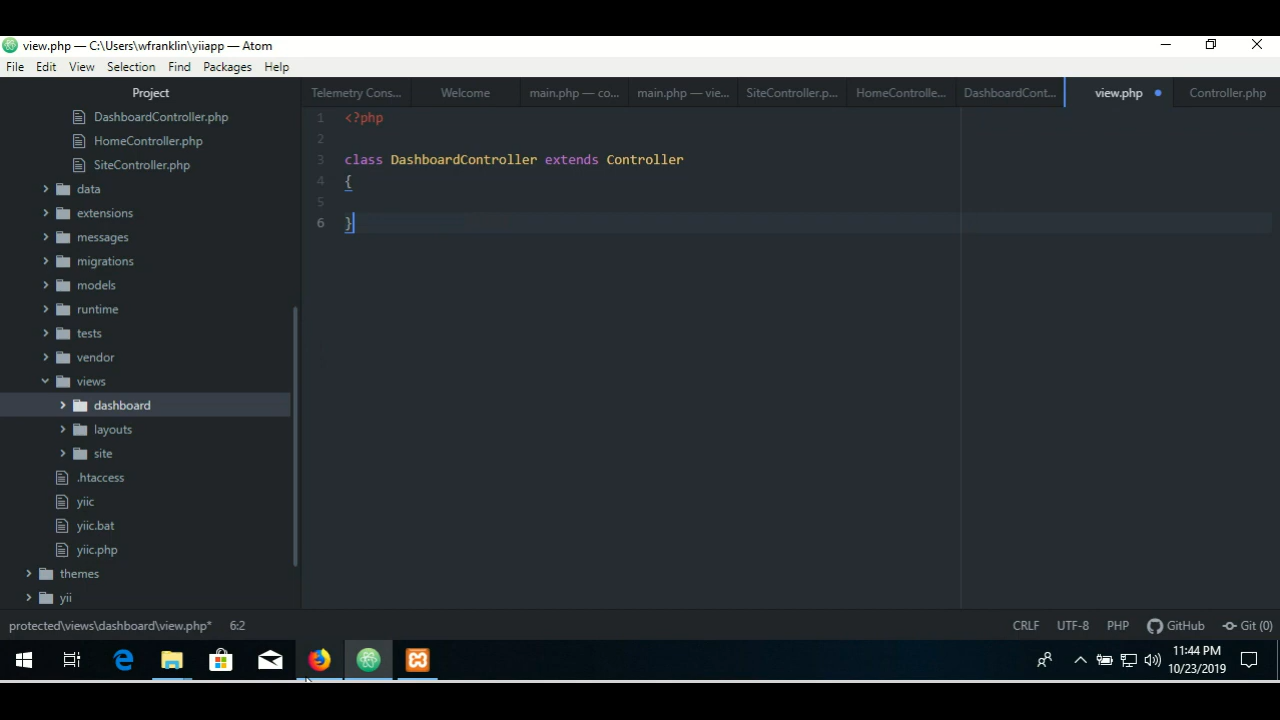 view.php — C:\Users\wfranklin\yiiapp — Atom
File Edit View Selection Find Packages Help
Project
Telemetry Cons... Welcome main.php — co... main.php — vie... SiteController.p... HomeControlle... DashboardCont... view.php Controller.php
DashboardController.php
HomeController.php
SiteController.php
data
extensions
messages
migrations
models
runtime
tests
vendor
views
dashboard
layouts
site
.htaccess
yiic
yiic.bat
yiic.php
themes
yii
1 <?php
2
3 class DashboardController extends Controller
4 {
5
6 }
protected\views\dashboard\view.php* 6:2 CRLF UTF-8 PHP GitHub Git (0)
11:44 PM
10/23/2019